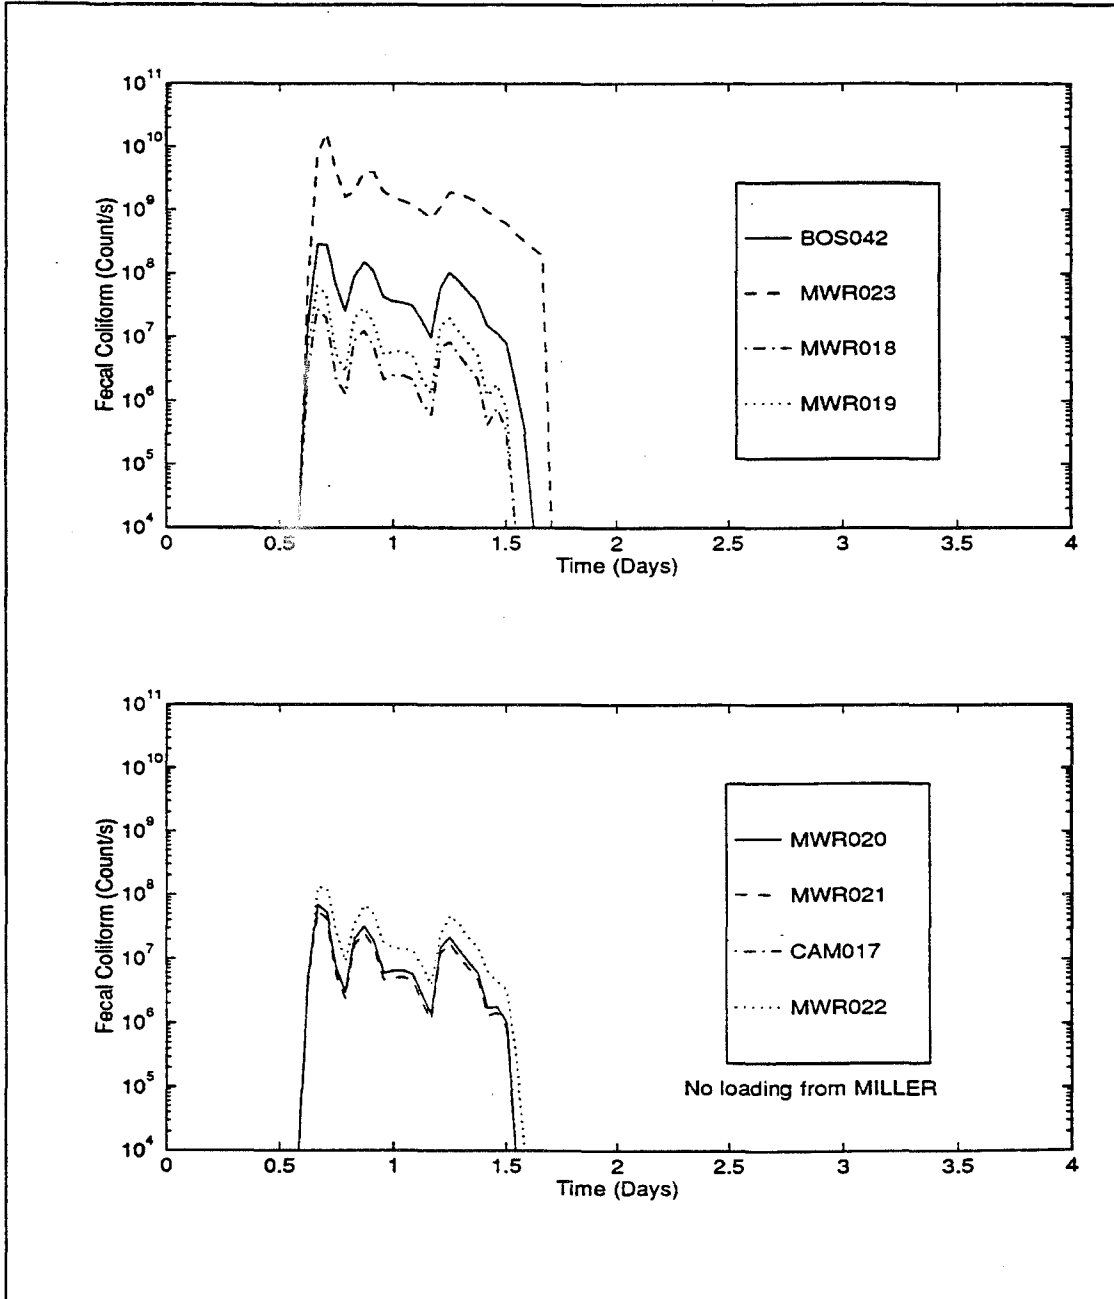 10^11
10^10
10^9
10^8
10^7
10^6
10^5
10^4
Fecal Coliform (Count/s)
0 0.5 1 1.5 2 2.5 3 3.5 4
Time (Days)
BOS042
MWR023
MWR018
MWR019
10^11
10^10
10^9
10^8
10^7
10^6
10^5
10^4
Fecal Coliform (Count/s)
0 0.5 1 1.5 2 2.5 3 3.5 4
Time (Days)
MWR020
MWR021
CAM017
MWR022
No loading from MILLER